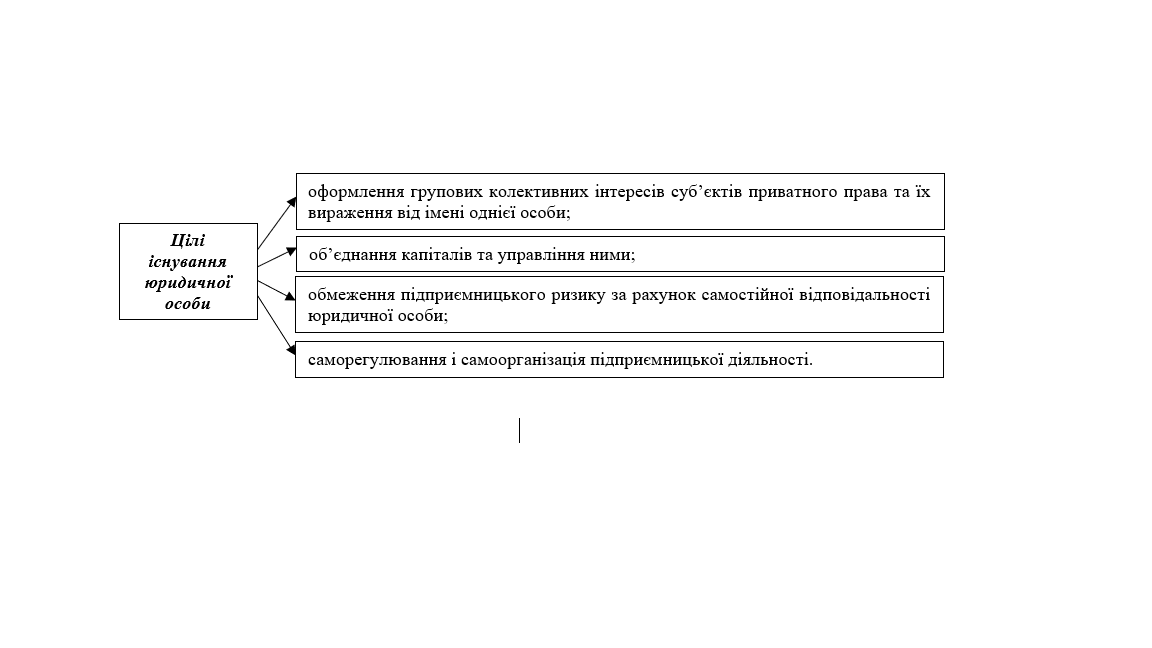 Цілі
існування
юридичної
особи
оформлення групових колективних інтересів суб’єктів приватного права та їх
вираження від імені однієї особи;
об’єднання капіталів та управління ними;
обмеження підприємницького ризику за рахунок самостійної відповідальності
юридичної особи;
саморегулювання і самоорганізація підприємницької діяльності.